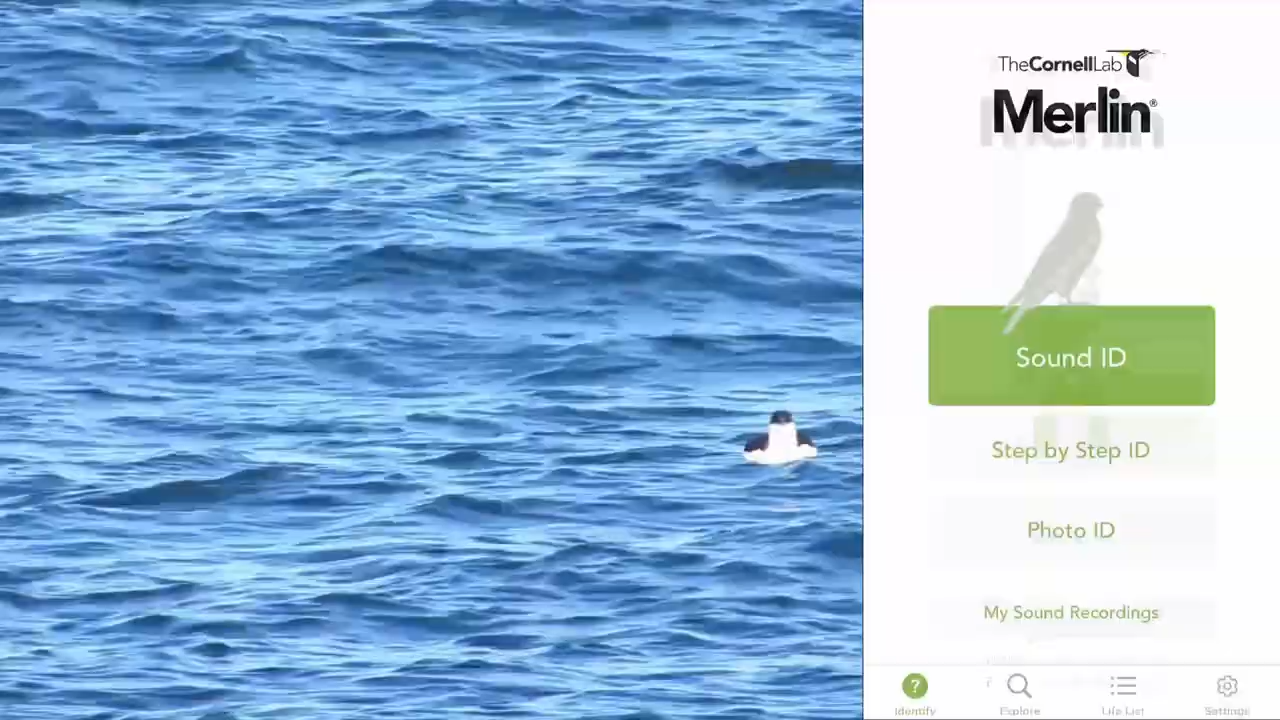 TheCornellLab
Merlin®
Sound ID
Step by Step ID
Photo ID
My Sound Recordings
?
Identify
Explore
Life List
Settings